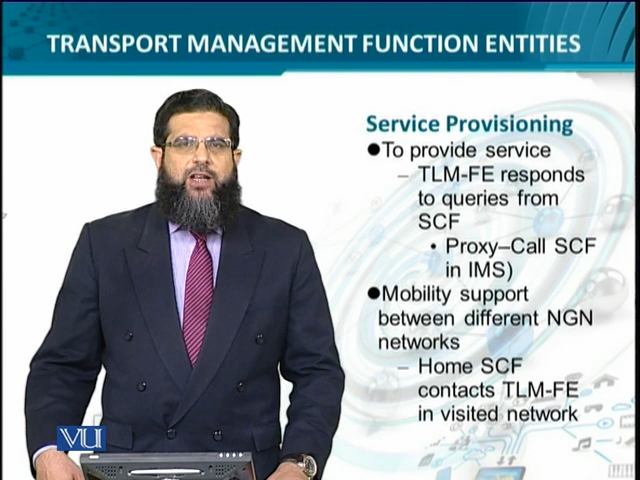 TRANSPORT MANAGEMENT FUNCTION ENTITIES
Service Provisioning
●To provide service
– TLM-FE responds
to queries from
SCF
• Proxy–Call SCF
in IMS)
●Mobility support
between different NGN
networks
– Home SCF
contacts TLM-FE
in visited network
VU